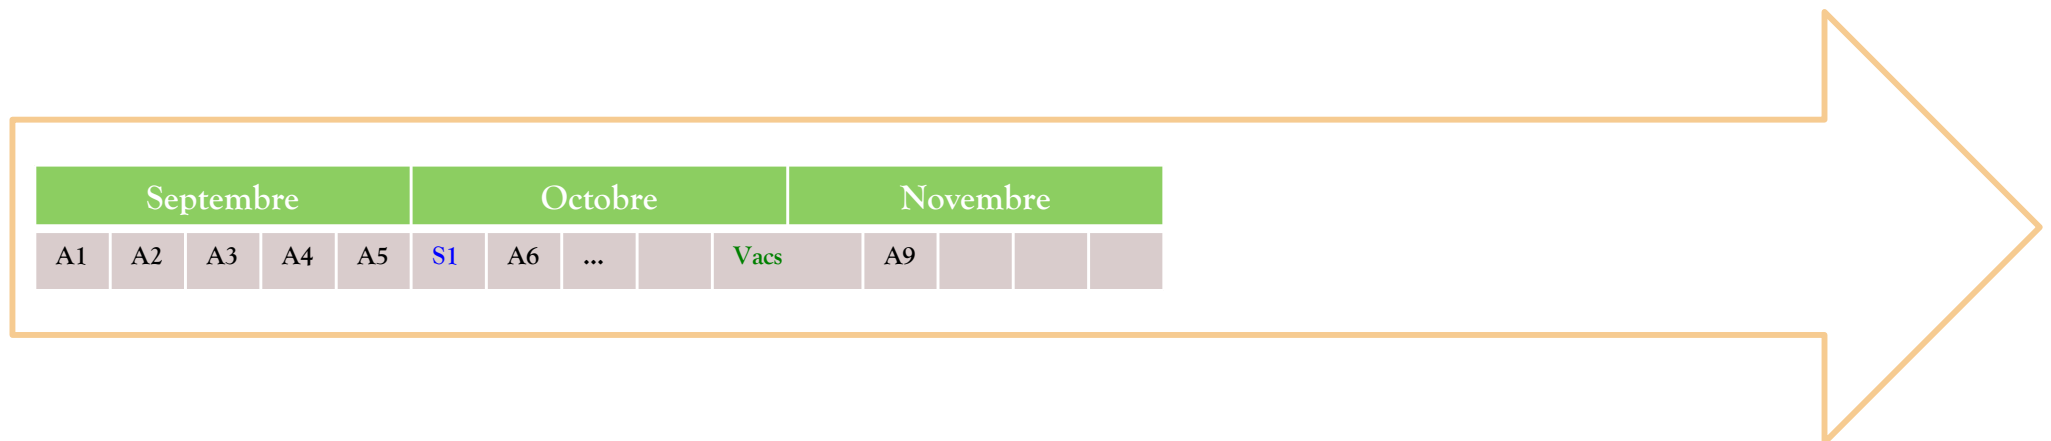 Septembre Octobre Novembre
A1 A2 A3 A4 A5 S1 A6 ... Vacs A9